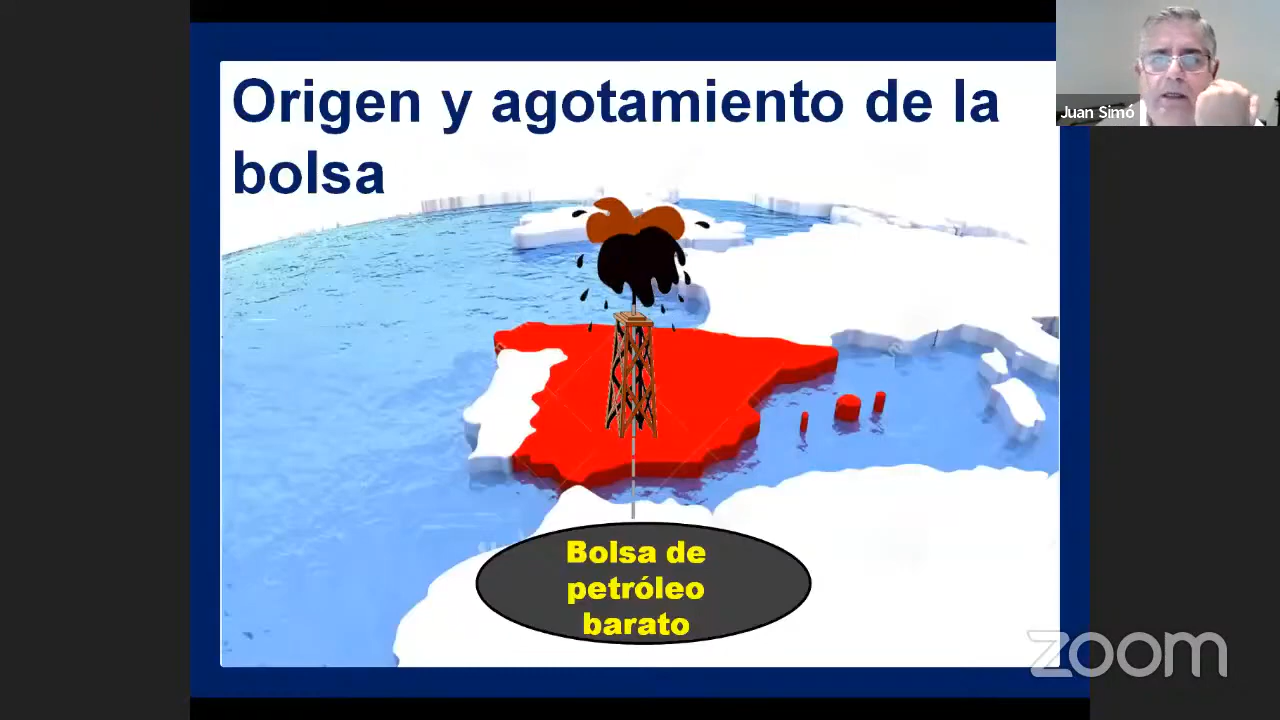 Origen y agotamiento de la
bolsa
Juan Simó
Bolsa de
petróleo
barato
zoom